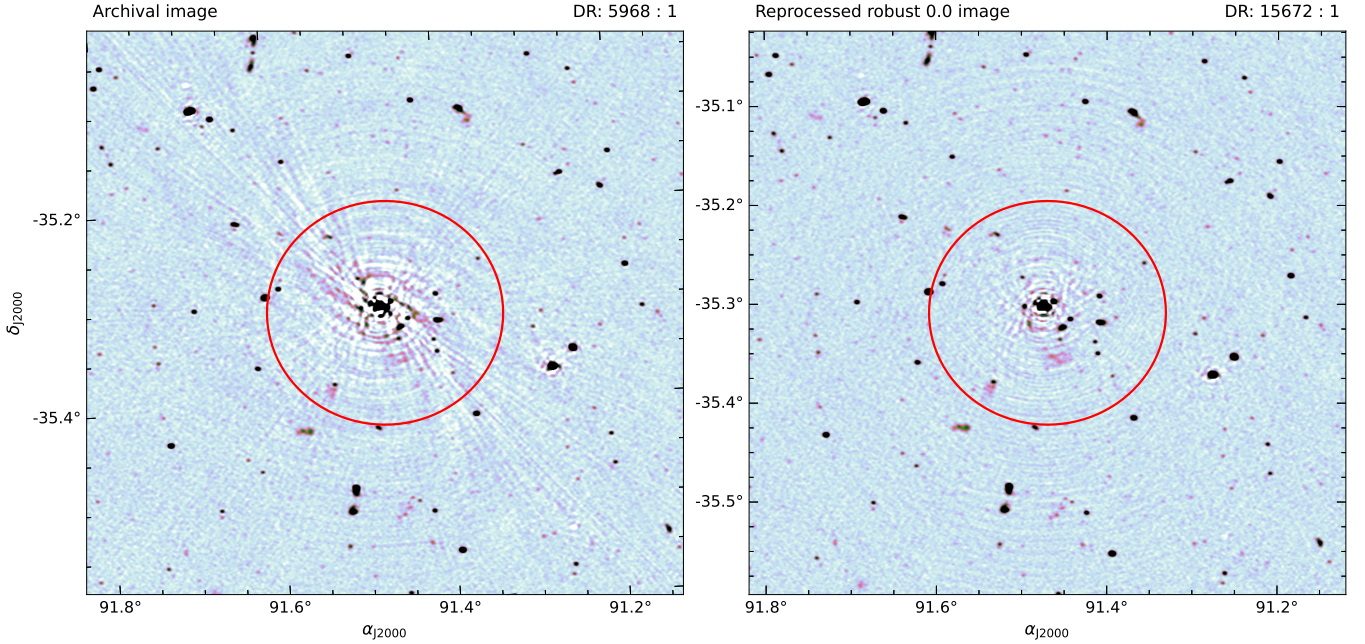 Archival image DR: 5968 : 1
-35.2°
-35.4°
δJ2000
91.8° 91.6° 91.4° 91.2°
αJ2000
Reprocessed robust 0.0 image DR: 15672 : 1
-35.1°
-35.2°
-35.3°
-35.4°
-35.5°
91.8° 91.6° 91.4° 91.2°
αJ2000